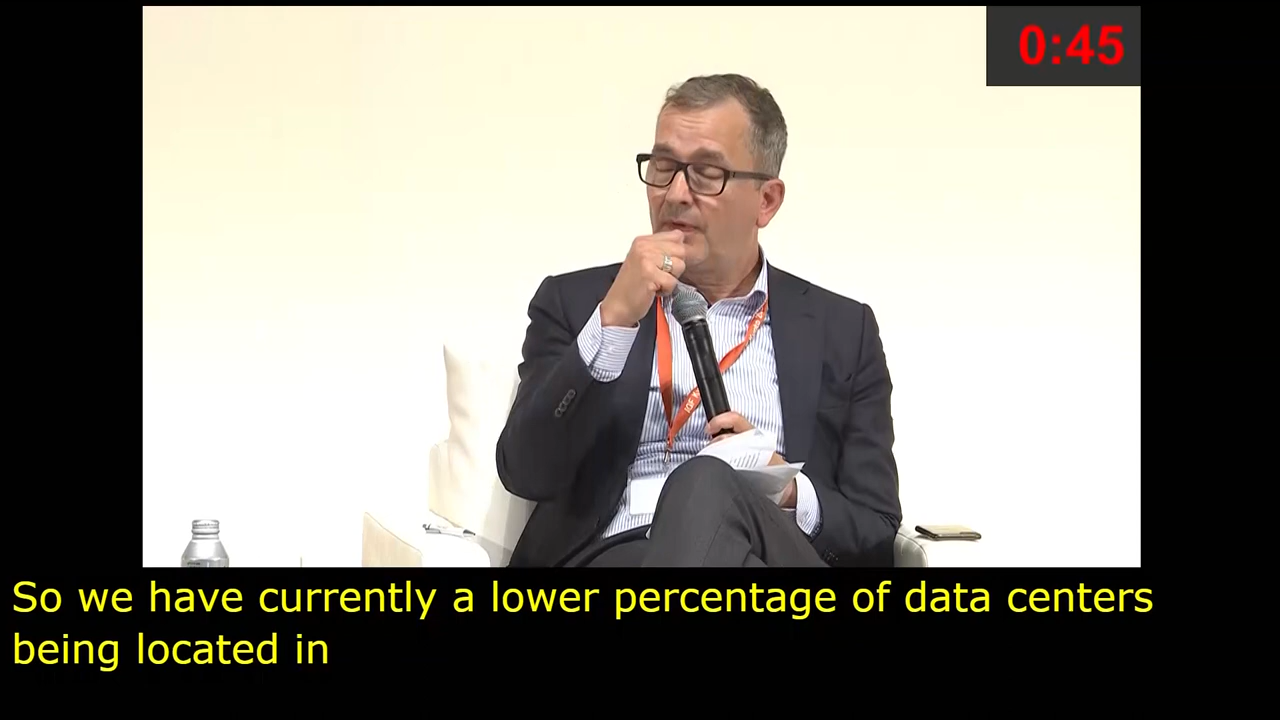 0:45
So we have currently a lower percentage of data centers
being located in